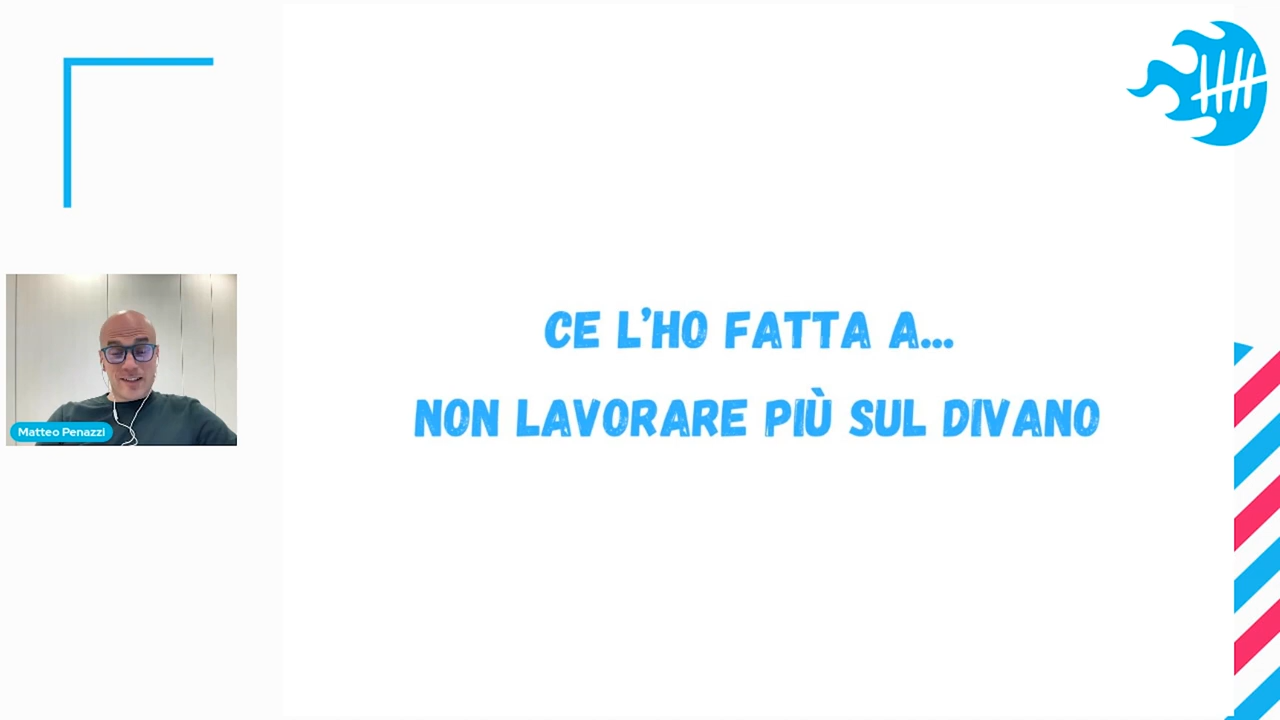 CE L'HO FATTA A...
NON LAVORARE PIÙ SUL DIVANO
Matteo Penazzi